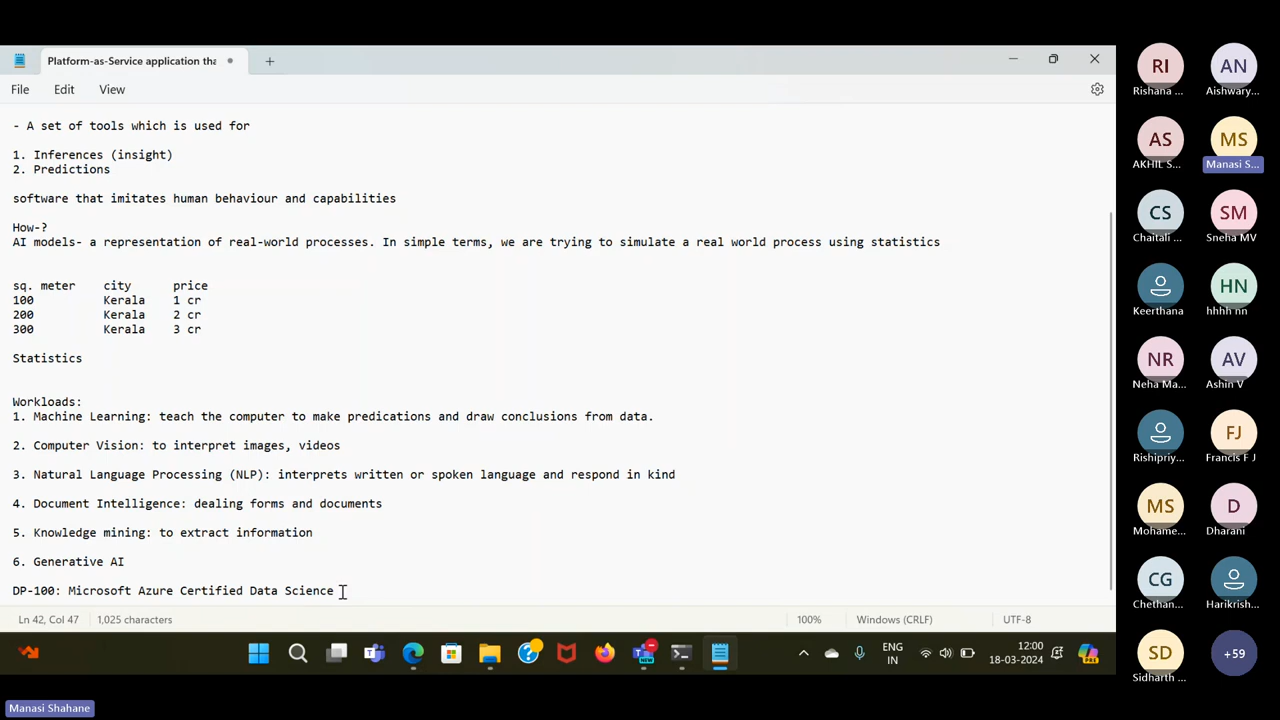 Platform-as-Service application tha
File Edit View
- A set of tools which is used for
1. Inferences (insight)
2. Predictions
software that imitates human behaviour and capabilities
How-?
AI models- a representation of real-world processes. In simple terms, we are trying to simulate a real world process using statistics
sq. meter city price
100 Kerala 1 cr
200 Kerala 2 cr
300 Kerala 3 cr
Statistics
Workloads:
1. Machine Learning: teach the computer to make predications and draw conclusions from data.
2. Computer Vision: to interpret images, videos
3. Natural Language Processing (NLP): interprets written or spoken language and respond in kind
4. Document Intelligence: dealing forms and documents
5. Knowledge mining: to extract information
6. Generative AI
DP-100: Microsoft Azure Certified Data Science
Ln 42, Col 47 1,025 characters 100% Windows (CRLF) UTF-8
NEW ENG 12:00
IN 18-03-2024 PRE
Manasi Shahane
RI AN
Rishana ... Aishwary...
AS MS
AKHIL S... Manasi S...
CS SM
Chaitali ... Sneha MV
HN
Keerthana hhhh nn
NR AV
Neha Ma... Ashin V
FJ
Rishipriy... Francis F J
MS D
Mohame... Dharani
CG
Chethan... Harikrish...
SD +59
Sidharth ...